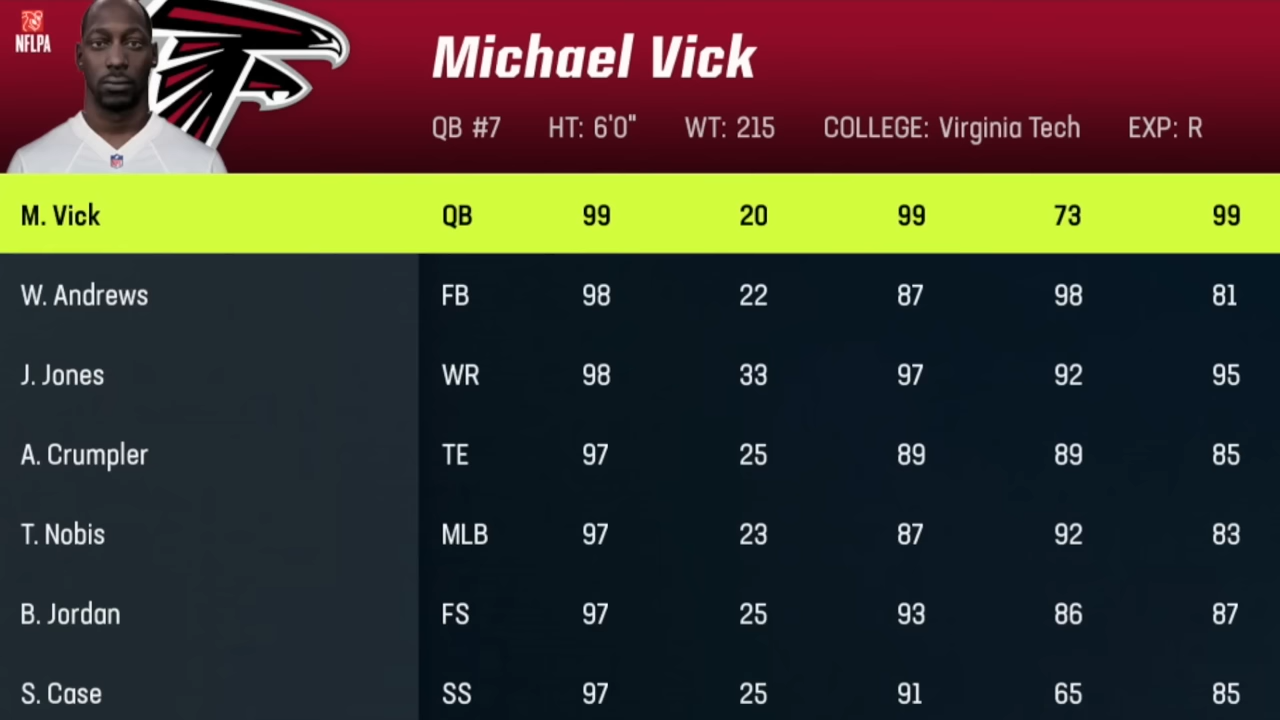 NFLPA
Michael Vick
QB #7 HT: 6'0" WT: 215 COLLEGE: Virginia Tech EXP: R
M. Vick QB 99 20 99 73 99
W. Andrews FB 98 22 87 98 81
J. Jones WR 98 33 97 92 95
A. Crumpler TE 97 25 89 89 85
T. Nobis MLB 97 23 87 92 83
B. Jordan FS 97 25 93 86 87
S. Case SS 97 25 91 65 85